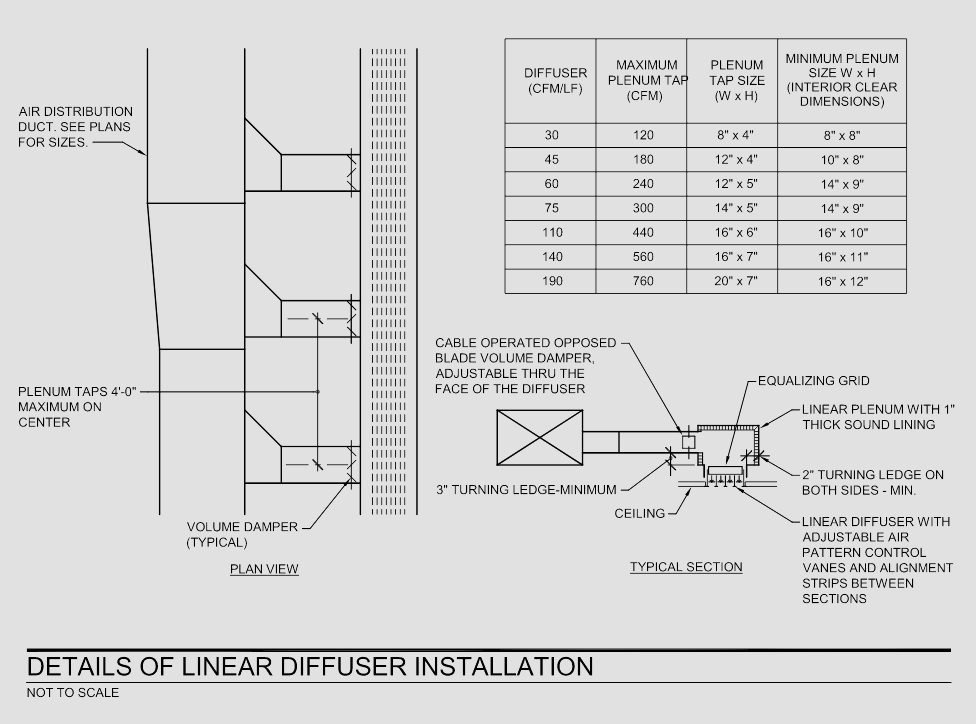 AIR DISTRIBUTION
DUCT. SEE PLANS
FOR SIZES.
PLENUM TAPS 4'-0"
MAXIMUM ON
CENTER
VOLUME DAMPER
(TYPICAL)
PLAN VIEW
DIFFUSER
(CFM/LF)
MAXIMUM
PLENUM TAP
(CFM)
PLENUM
TAP SIZE
(W x H)
MINIMUM PLENUM
SIZE W x H
(INTERIOR CLEAR
DIMENSIONS)
30 120 8" x 4" 8" x 8"
45 180 12" x 4" 10" x 8"
60 240 12" x 5" 14" x 9"
75 300 14" x 5" 14" x 9"
110 440 16" x 6" 16" x 10"
140 560 16" x 7" 16" x 11"
190 760 20" x 7" 16" x 12"
CABLE OPERATED OPPOSED
BLADE VOLUME DAMPER,
ADJUSTABLE THRU THE
FACE OF THE DIFFUSER
EQUALIZING GRID
LINEAR PLENUM WITH 1"
THICK SOUND LINING
3" TURNING LEDGE-MINIMUM
2" TURNING LEDGE ON
BOTH SIDES - MIN.
CEILING
LINEAR DIFFUSER WITH
ADJUSTABLE AIR
PATTERN CONTROL
VANES AND ALIGNMENT
STRIPS BETWEEN
SECTIONS
TYPICAL SECTION
DETAILS OF LINEAR DIFFUSER INSTALLATION
NOT TO SCALE